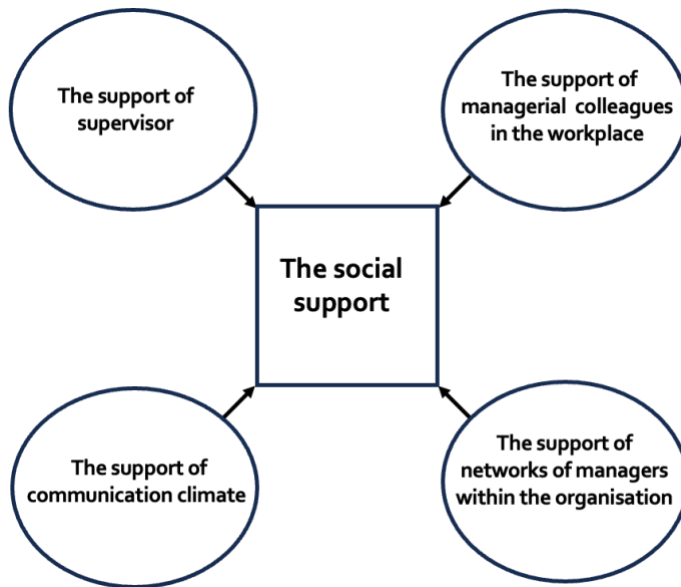 The support of
supervisor
The support of
managerial colleagues
in the workplace
The social
support
The support of
communication climate
The support of
networks of managers
within the organisation